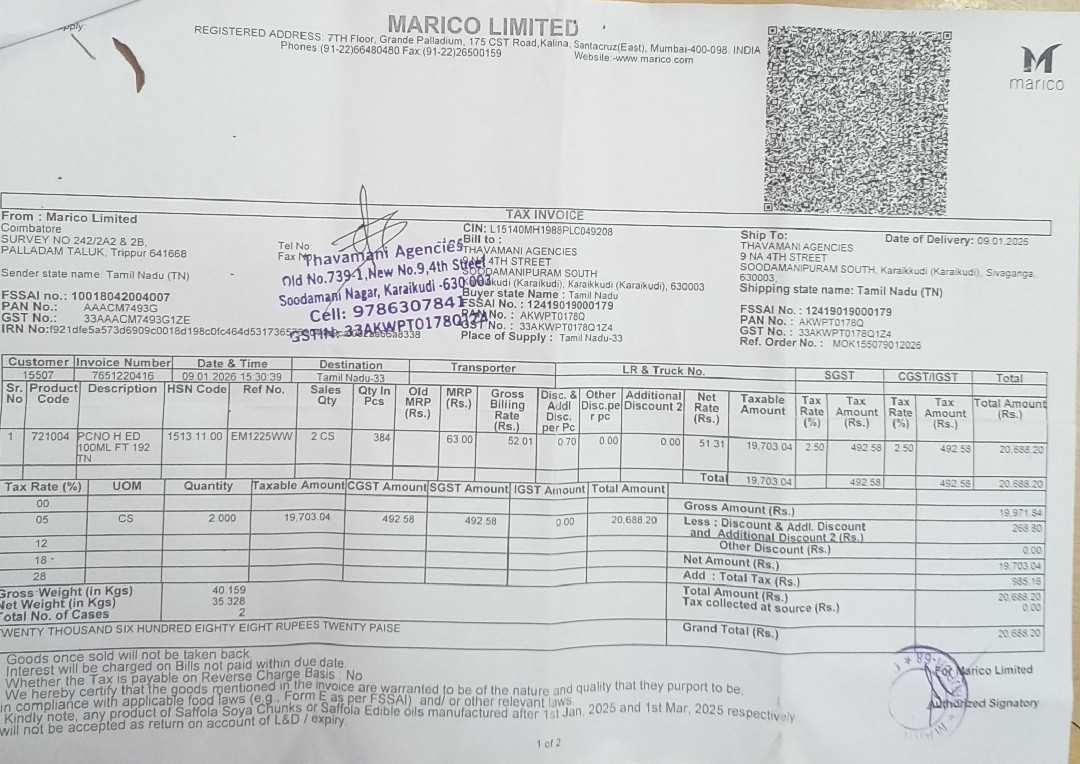 pply:
MARICO LIMITED
REGISTERED ADDRESS: 7TH Floor, Grande Palladium, 175 CST Road,Kalina, Santacruz(East), Mumbai-400-098. INDIA
Phones:(91-22)66480480 Fax:(91-22)26500159 Website:-www.marico.com
marico
TAX INVOICE
From : Marico Limited
Coimbatore
SURVEY NO 242/2A2 & 2B,
PALLADAM TALUK, Trippur 641668
Sender state name: Tamil Nadu (TN)
FSSAI no.: 10018042004007
PAN No.: AAACM7493G
GST No.: 33AAACM7493G1ZE
Tel No
Fax No
Thavamani Agencies
Old No.739-1,New No.9,4th Street
Soodamani Nagar, Karaikudi -630 003
Cell: 9786307841
GSTIN: 33AKWPT0178Q1Z4
CIN: L15140MH1988PLC049208
Bill to :
THAVAMANI AGENCIES
9 NA 4TH STREET
SOODAMANIPURAM SOUTH
Karaikkudi (Karaikudi), Karaikkudi (Karaikudi), 630003
Buyer state Name : Tamil Nadu
FSSAI No. : 12419019000179
PAN No. : AKWPT0178Q
GST No. : 33AKWPT0178Q1Z4
Place of Supply : Tamil Nadu-33
Ship To:
Date of Delivery: 09.01.2026
THAVAMANI AGENCIES
9 NA 4TH STREET
SOODAMANIPURAM SOUTH, Karaikkudi (Karaikudi), Sivaganga,
630003,
Shipping state name: Tamil Nadu (TN)
FSSAI No. : 12419019000179
PAN No. : AKWPT0178Q
GST No. : 33AKWPT0178Q1Z4
Ref. Order No. : MOK155079012026
IRN No:f921dfe5a573d6909c0018d198c0fc464d531736
Customer Invoice Number Date & Time Destination Transporter LR & Truck No. SGST CGST/IGST Total
15507 7651220416 09.01.2026 15:30:39 Tamil Nadu-33
Sr. No Product Code Description HSN Code Ref No. Sales Qty Qty In Pcs Old MRP (Rs.) MRP (Rs.) Gross Billing Rate (Rs.) Disc. & Addl Disc. per Pc Other Disc.pe r pc Additional Discount 2 Net Rate (Rs.) Taxable Amount Tax Rate (%) Tax Amount (Rs.) Tax Rate (%) Tax Amount (Rs.) Total Amount (Rs.)
1 721004 PCNO H ED 100ML FT 192 TN 1513.11.00 EM1225WW 2 CS 384 63.00 52.01 0.70 0.00 0.00 51.31 19,703.04 2.50 492.58 2.50 492.58 20,688.20
Total 19,703.04 492.58 492.58 20,688.20
Tax Rate (%) UOM Quantity Taxable Amount CGST Amount SGST Amount IGST Amount Total Amount
00
05 CS 2.000 19,703.04 492.58 492.58 0.00 20,688.20
12
18
28
Gross Amount (Rs.) 19,971.84
Less : Discount & Addl. Discount and Additional Discount 2 (Rs.) 268.80
Other Discount (Rs.) 0.00
Net Amount (Rs.) 19,703.04
Add : Total Tax (Rs.) 985.16
Total Amount (Rs.) 20,688.20
Tax collected at source (Rs.) 0.00
Grand Total (Rs.) 20,688.20
Gross Weight (in Kgs) 40.159
Net Weight (in Kgs) 35.328
Total No. of Cases 2
WENTY THOUSAND SIX HUNDRED EIGHTY EIGHT RUPEES TWENTY PAISE
Goods once sold will not be taken back
Interest will be charged on Bills not paid within due date.
Whether the Tax is payable on Reverse Charge Basis : No
We hereby certify that the goods mentioned in the invoice are warranted to be of the nature and quality that they purport to be,
in compliance with applicable food laws (e.g., Form E as per FSSAI) and/ or other relevant laws.
Kindly note, any product of Saffola Soya Chunks or Saffola Edible oils manufactured after 1st Jan, 2025 and 1st Mar, 2025 respectively
will not be accepted as return on account of L&D / expiry.
For Marico Limited
Authorized Signatory
1 of 2